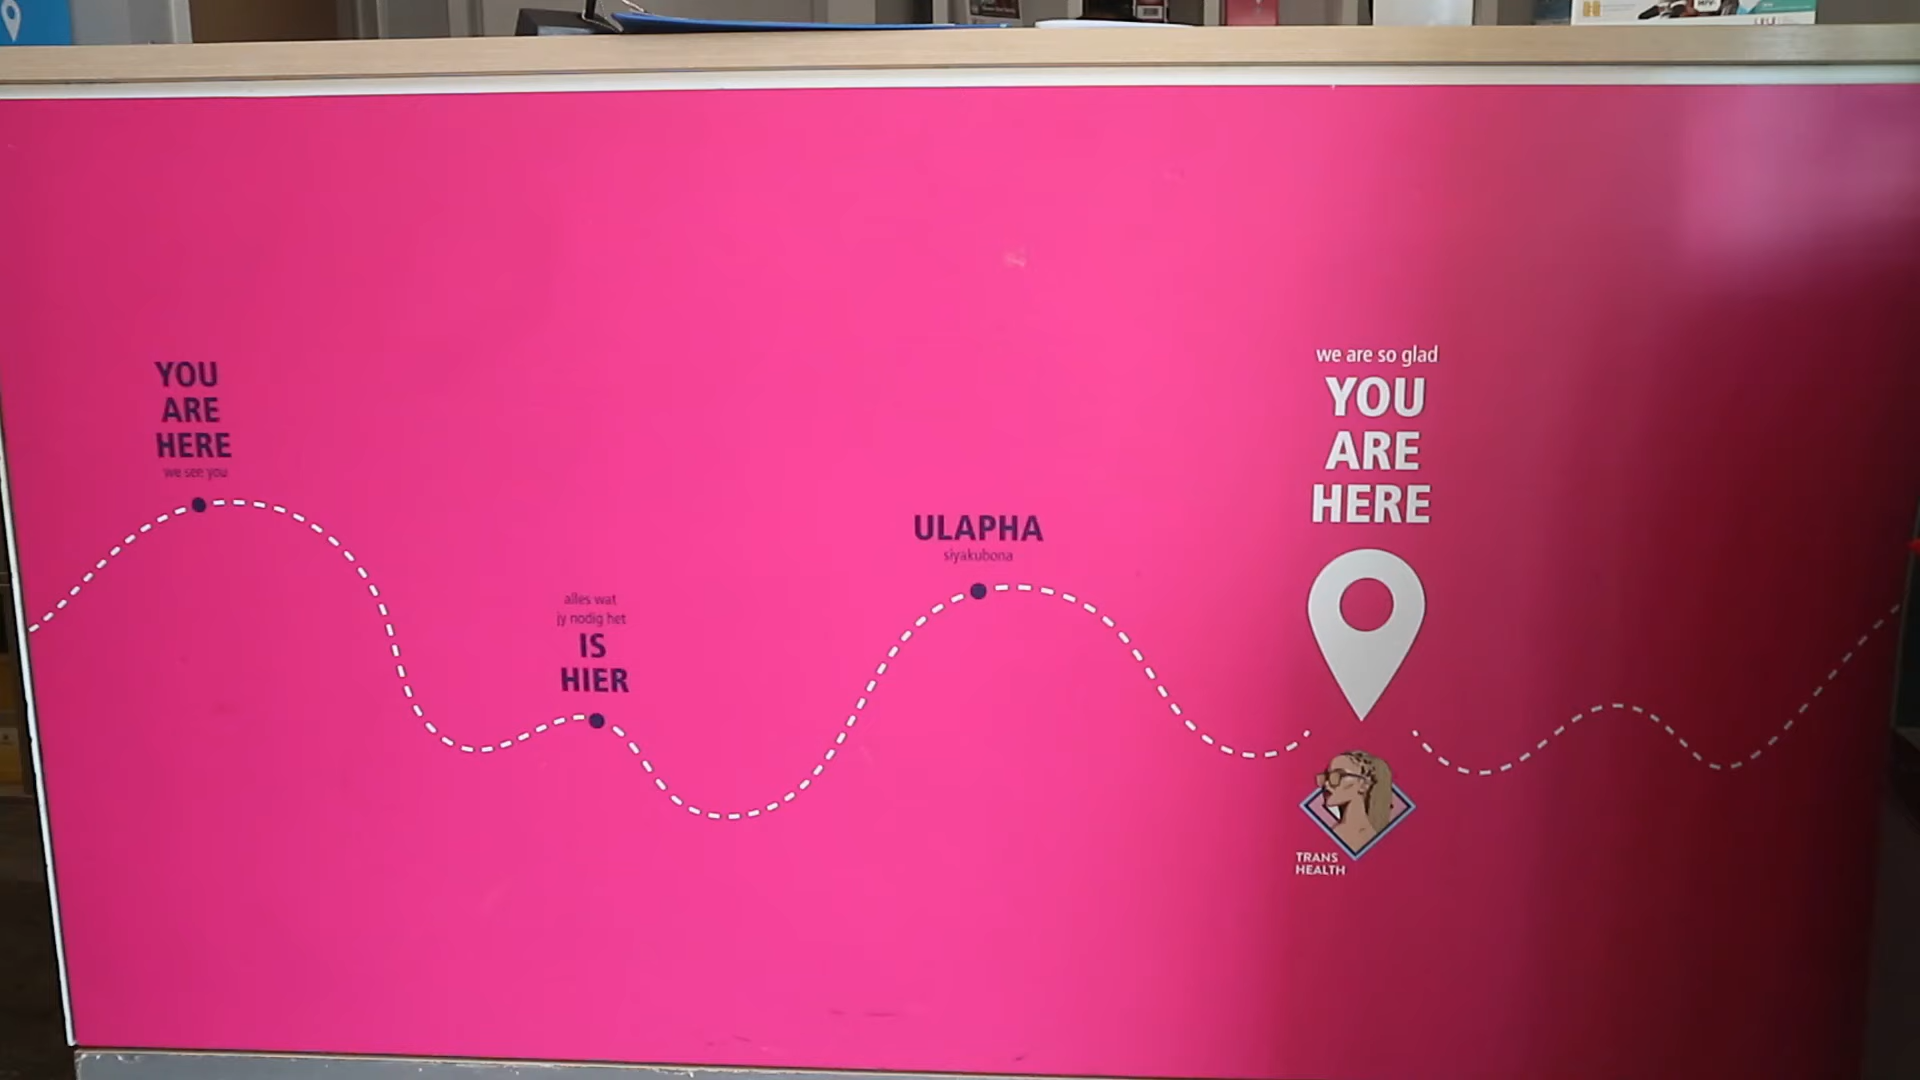 YOU
ARE
HERE
we see you
alles wat
jy nodig het
IS
HIER
ULAPHA
siyakubona
we are so glad
YOU
ARE
HERE
TRANS
HEALTH